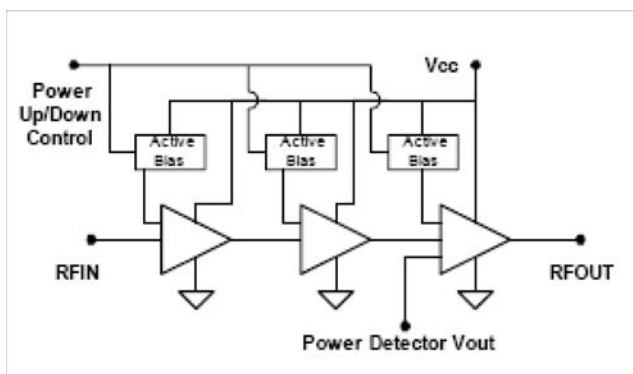 Power
Up/Down
Control
Vcc
Active
Bias
Active
Bias
Active
Bias
RFIN
RFOUT
Power Detector Vout